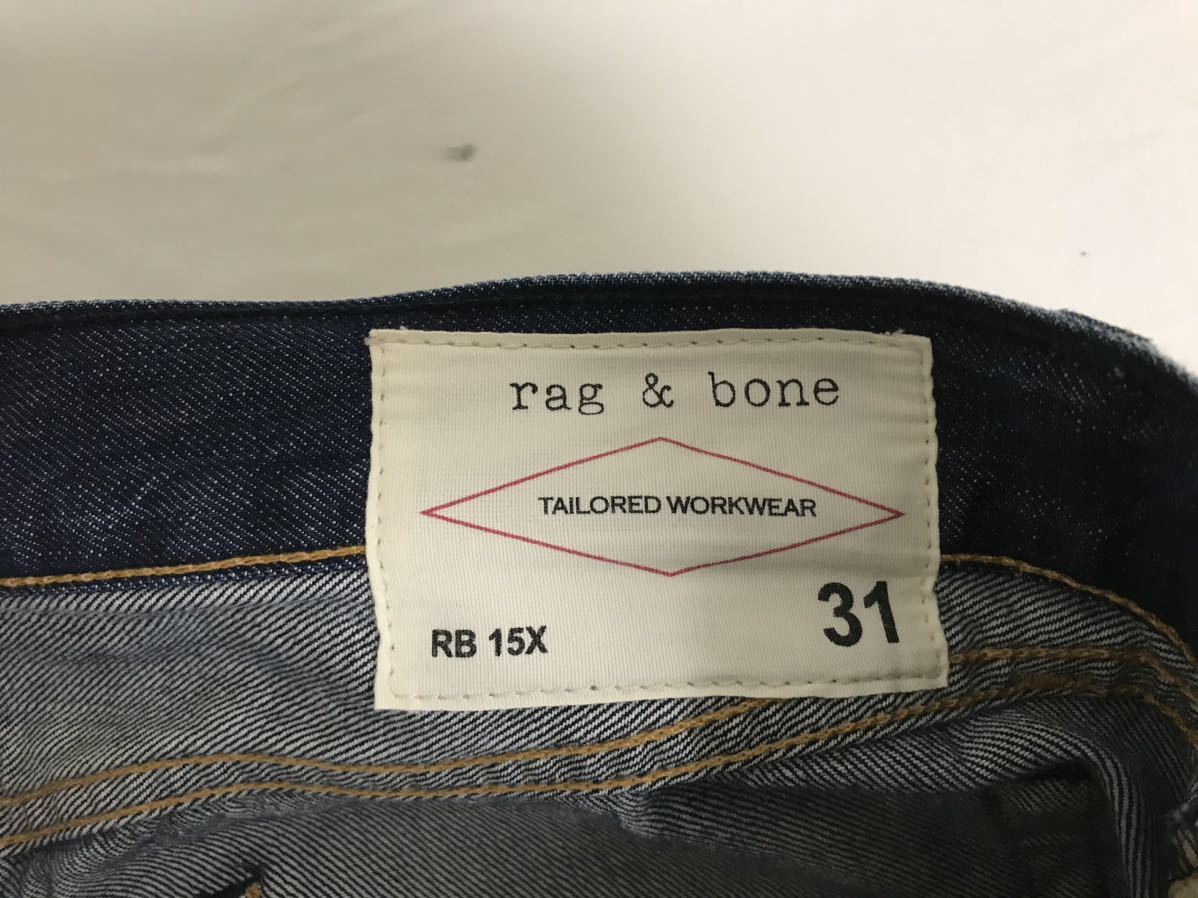 rag & bone
TAILORED WORKWEAR
RB 15X
31